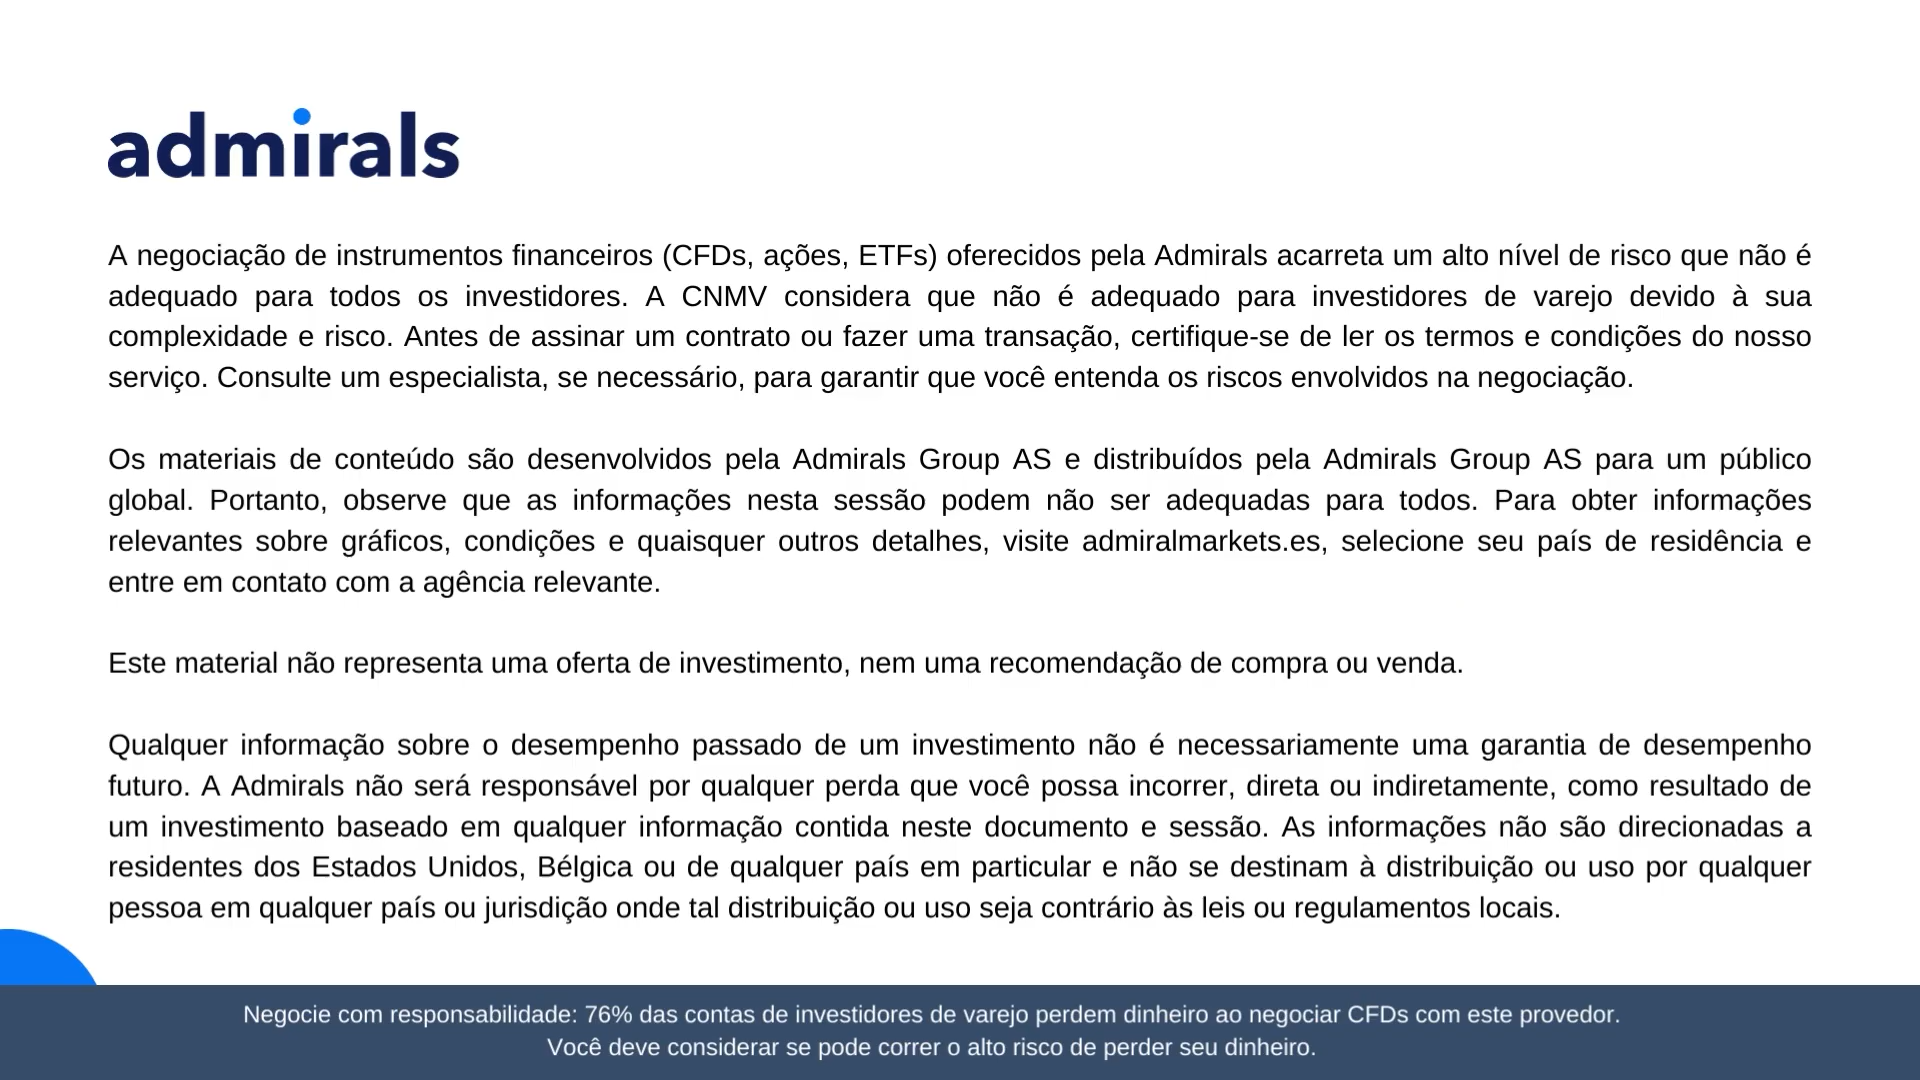 admirals
A negociação de instrumentos financeiros (CFDs, ações, ETFs) oferecidos pela Admirals acarreta um alto nível de risco que não é
adequado para todos os investidores. A CNMV considera que não é adequado para investidores de varejo devido à sua
complexidade e risco. Antes de assinar um contrato ou fazer uma transação, certifique-se de ler os termos e condições do nosso
serviço. Consulte um especialista, se necessário, para garantir que você entenda os riscos envolvidos na negociação.
Os materiais de conteúdo são desenvolvidos pela Admirals Group AS e distribuídos pela Admirals Group AS para um público
global. Portanto, observe que as informações nesta sessão podem não ser adequadas para todos. Para obter informações
relevantes sobre gráficos, condições e quaisquer outros detalhes, visite admiralmarkets.es, selecione seu país de residência e
entre em contato com a agência relevante.
Este material não representa uma oferta de investimento, nem uma recomendação de compra ou venda.
Qualquer informação sobre o desempenho passado de um investimento não é necessariamente uma garantia de desempenho
futuro. A Admirals não será responsável por qualquer perda que você possa incorrer, direta ou indiretamente, como resultado de
um investimento baseado em qualquer informação contida neste documento e sessão. As informações não são direcionadas a
residentes dos Estados Unidos, Bélgica ou de qualquer país em particular e não se destinam à distribuição ou uso por qualquer
pessoa em qualquer país ou jurisdição onde tal distribuição ou uso seja contrário às leis ou regulamentos locais.
Negocie com responsabilidade: 76% das contas de investidores de varejo perdem dinheiro ao negociar CFDs com este provedor.
Você deve considerar se pode correr o alto risco de perder seu dinheiro.